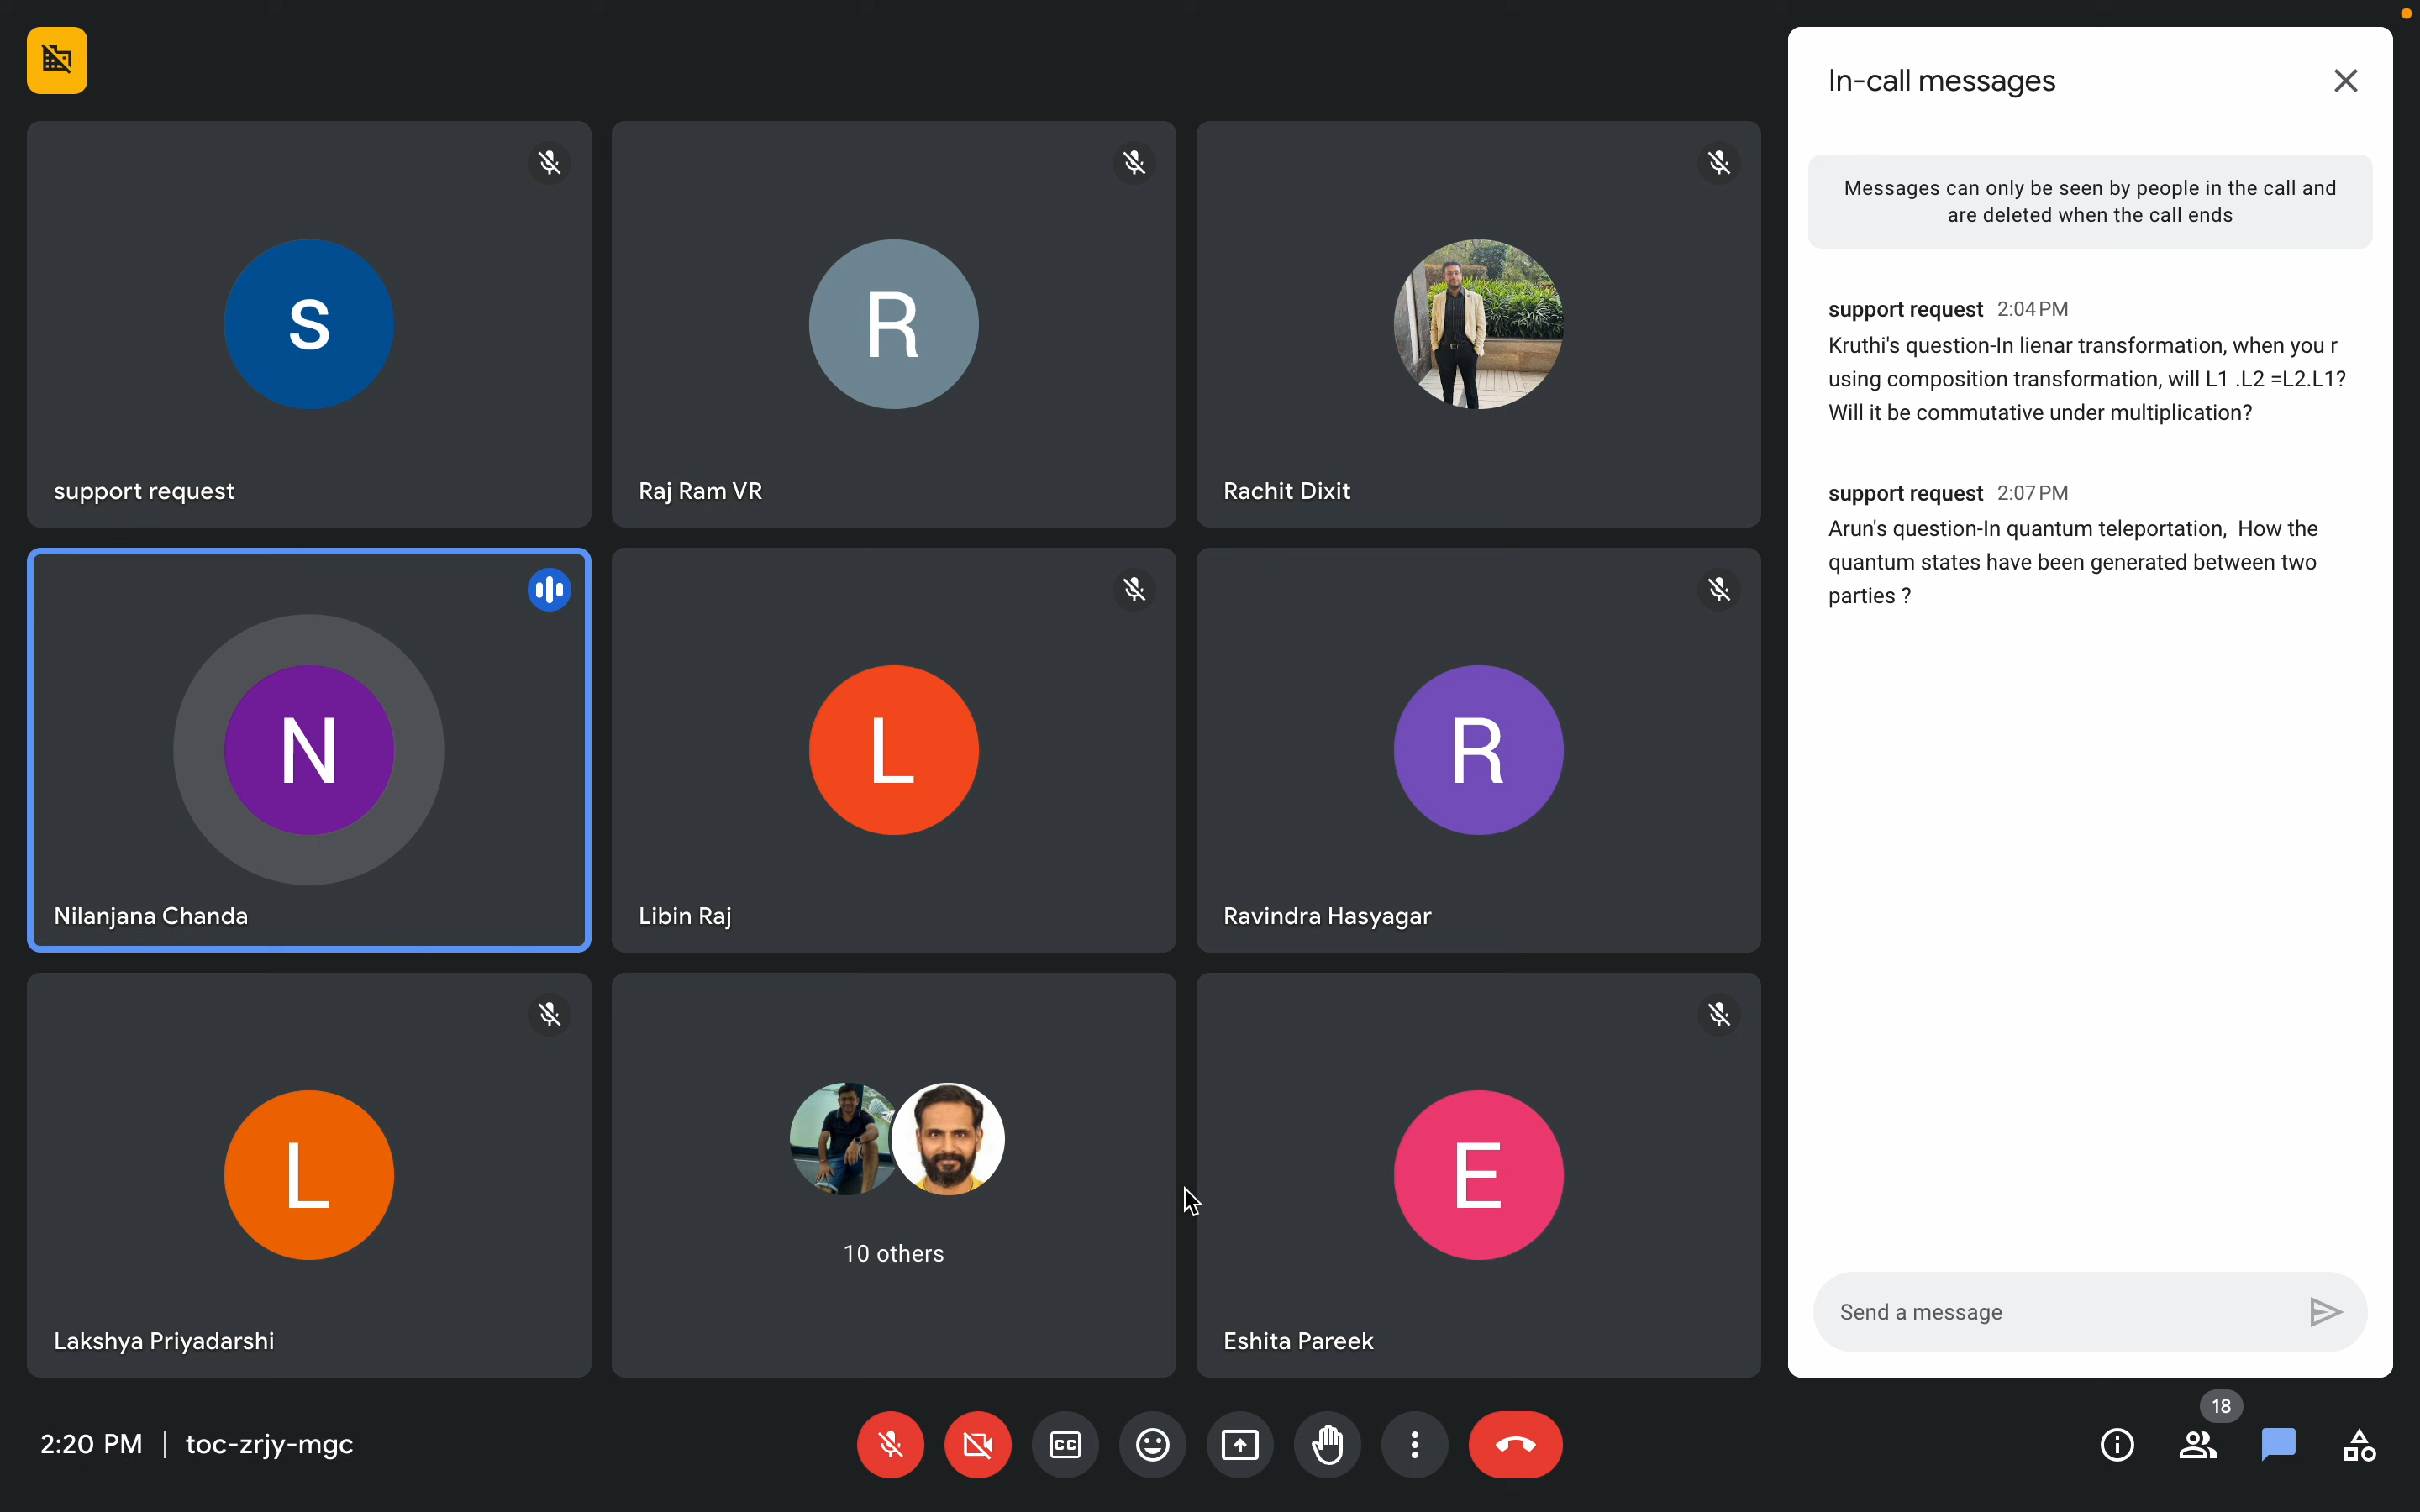 In-call messages
Messages can only be seen by people in the call and
are deleted when the call ends
support request 2:04 PM
Kruthi's question-In lienar transformation, when you r
using composition transformation, will L1 .L2 =L2.L1?
Will it be commutative under multiplication?
support request 2:07 PM
Arun's question-In quantum teleportation,  How the
quantum states have been generated between two
parties ?
Send a message
S
support request
R
Raj Ram VR
Rachit Dixit
N
Nilanjana Chanda
L
Libin Raj
R
Ravindra Hasyagar
L
Lakshya Priyadarshi
10 others
E
Eshita Pareek
2:20 PM | toc-zrjy-mgc
CC
18